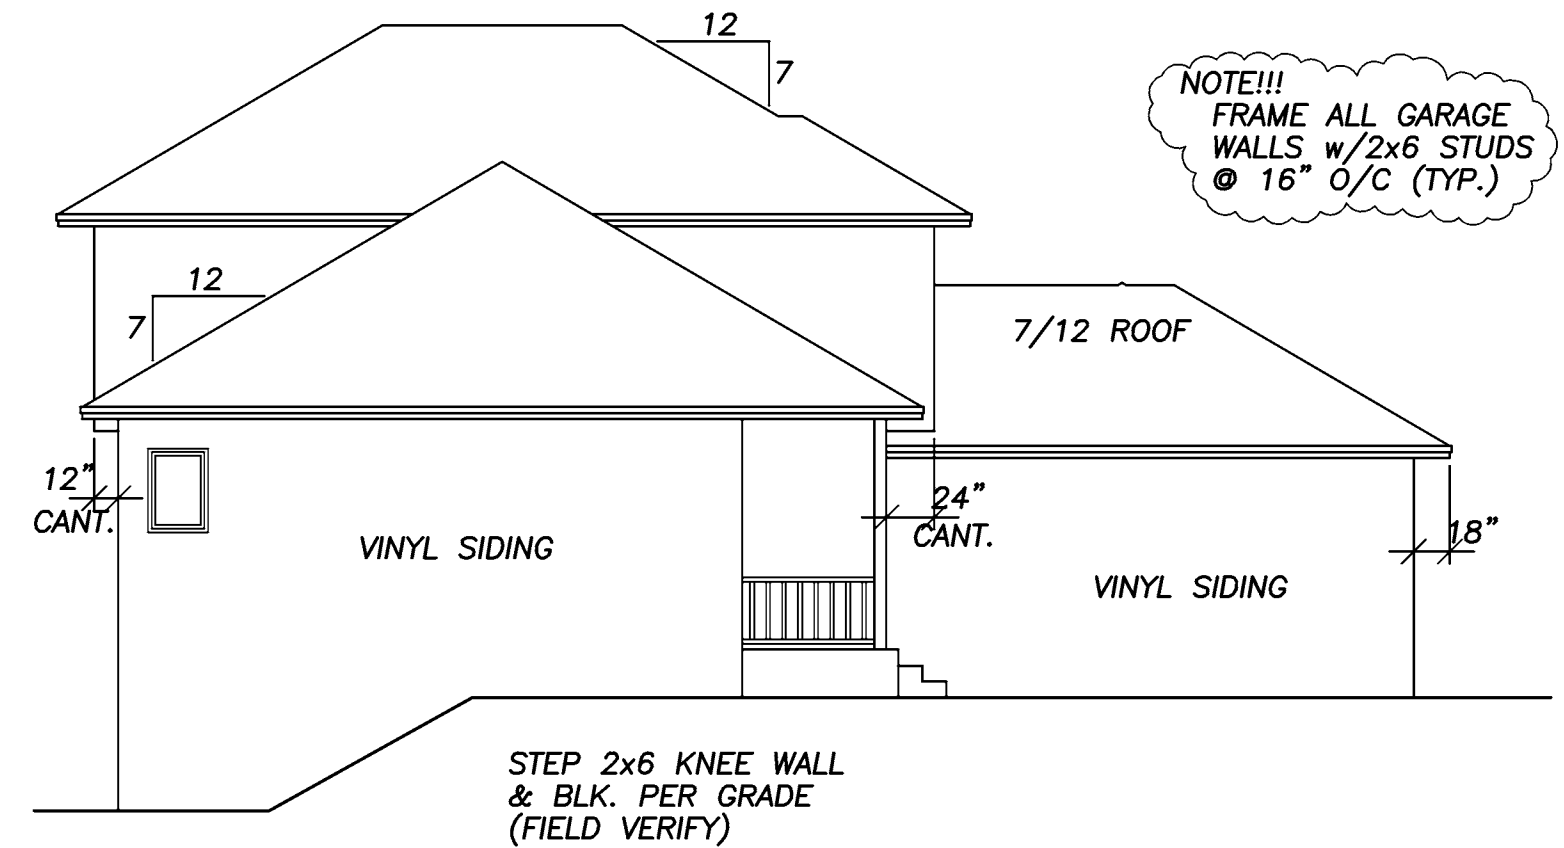 12
7
NOTE!!!
FRAME ALL GARAGE
WALLS w/2x6 STUDS
@ 16" O/C (TYP.)
12
7
7/12 ROOF
12"
CANT.
24"
CANT.
18"
VINYL SIDING
VINYL SIDING
STEP 2x6 KNEE WALL
& BLK. PER GRADE
(FIELD VERIFY)